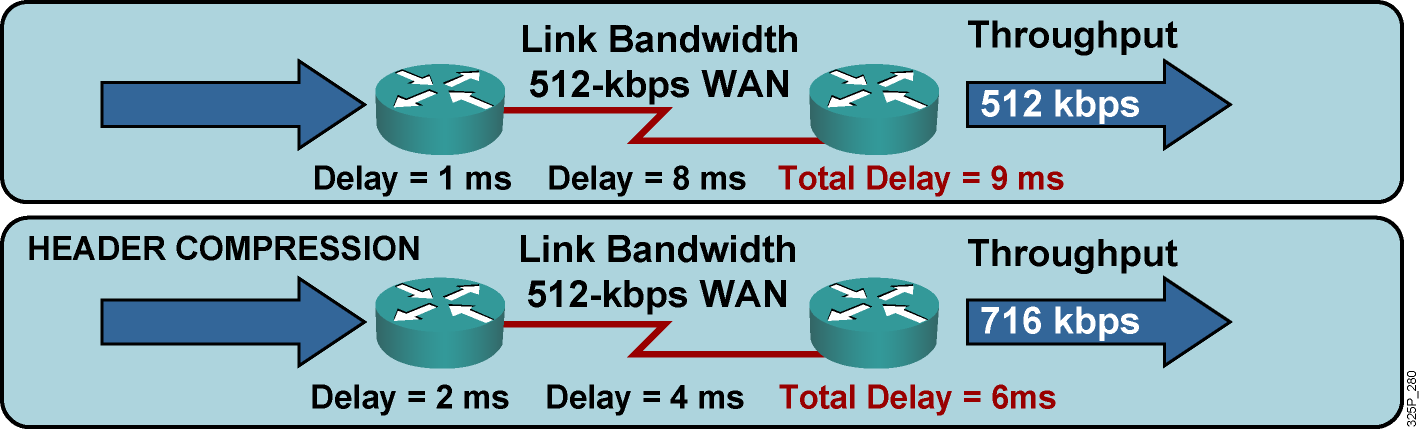 Link Bandwidth
512-kbps WAN
Throughput
512 kbps
Delay = 1 ms
Delay = 8 ms
Total Delay = 9 ms
HEADER COMPRESSION
Link Bandwidth
512-kbps WAN
Throughput
716 kbps
Delay = 2 ms
Delay = 4 ms
Total Delay = 6ms
325P_280